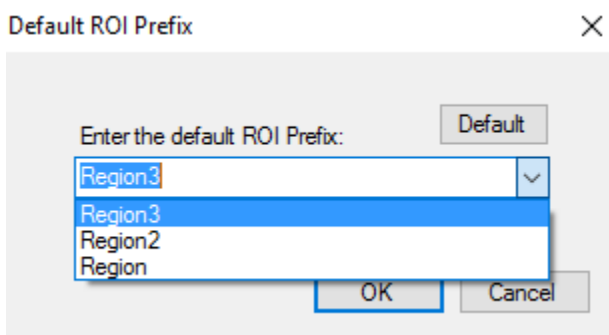 Default ROI Prefix
Default
Enter the default ROI Prefix:
Region3
Region3
Region2
Region
OK
Cancel